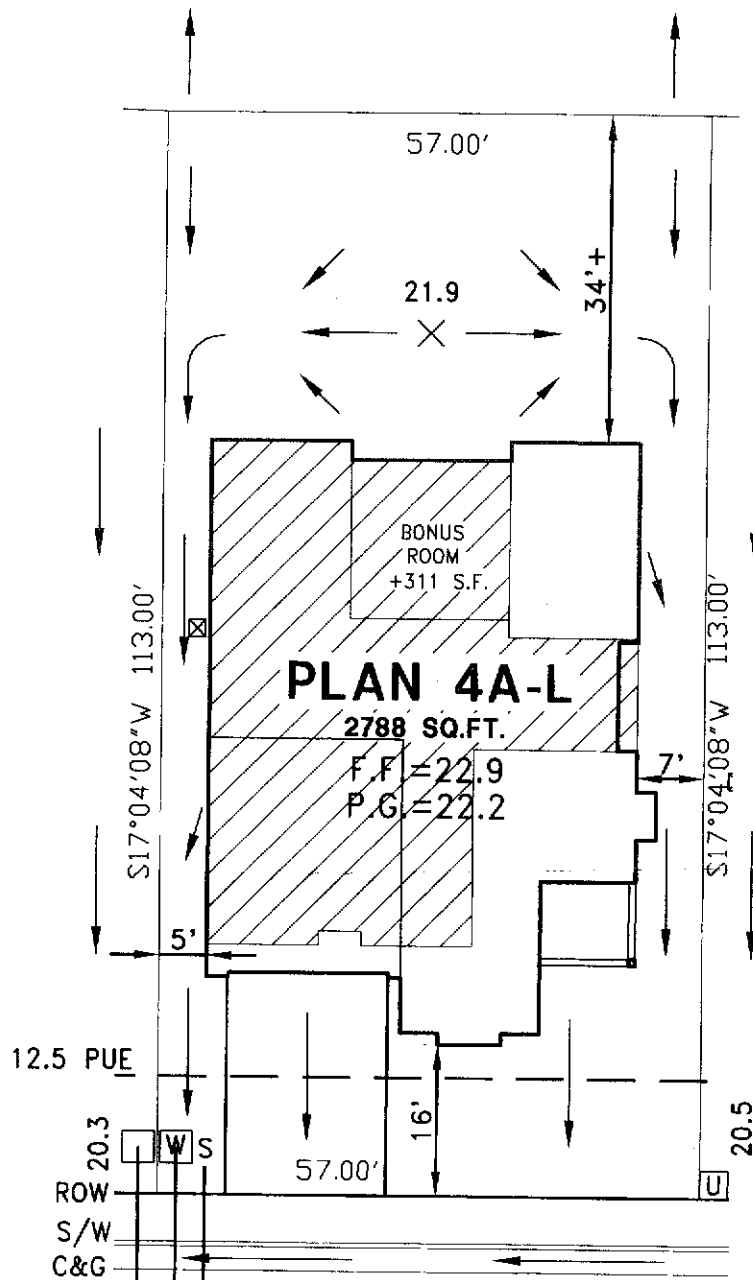 57.00'
34'+
21.9
BONUS
ROOM
+311 S.F.
S17°04'08"W 113.00'
S17°04'08"W 113.00'
PLAN 4A-L
2788 SQ.FT.
F.F.=22.9
P.G.=22.2
7'
5'
12.5 PUE
16'
20.3
W
S
20.5
57.00'
U
ROW
S/W
C&G